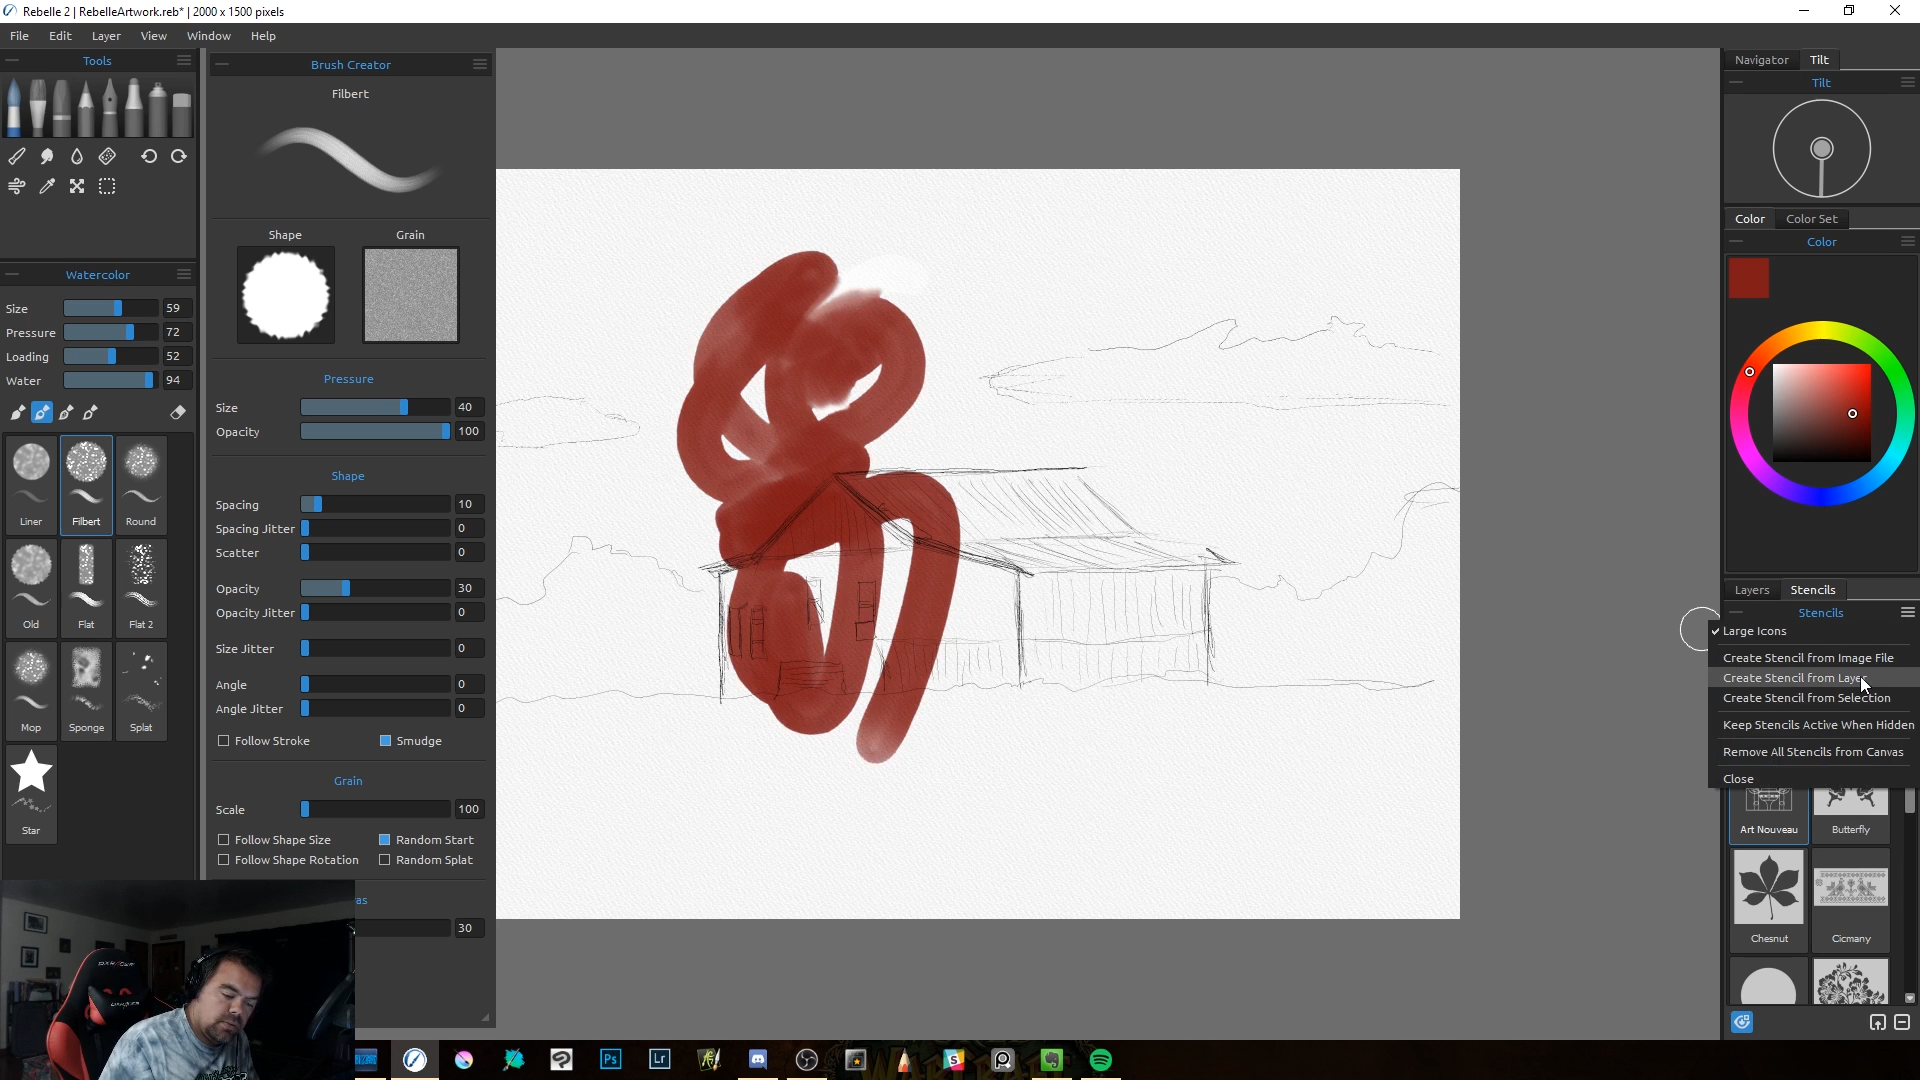 Rebelle 2 | RebelleArtwork.reb* | 2000 x 1500 pixels
File Edit Layer View Window Help
Tools
Brush Creator
Navigator Tilt
Tilt
Filbert
Shape Grain
Color Color Set
Color
Watercolor
Size 59
Pressure 72
Loading 52
Water 94
Pressure
Size 40
Opacity 100
Shape
Spacing 10
Spacing Jitter 0
Scatter 0
Opacity 30
Opacity Jitter 0
Size Jitter 0
Angle 0
Angle Jitter 0
Follow Stroke Smudge
Grain
Scale 100
Follow Shape Size Random Start
Follow Shape Rotation Random Splat
as
30
Liner Filbert Round
Old Flat Flat 2
Mop Sponge Splat
Star
Layers Stencils
Stencils
Large Icons
Create Stencil from Image File
Create Stencil from Layer
Create Stencil from Selection
Keep Stencils Active When Hidden
Remove All Stencils from Canvas
Close
Art Nouveau Butterfly
Chesnut Cicmany
Ps Lr